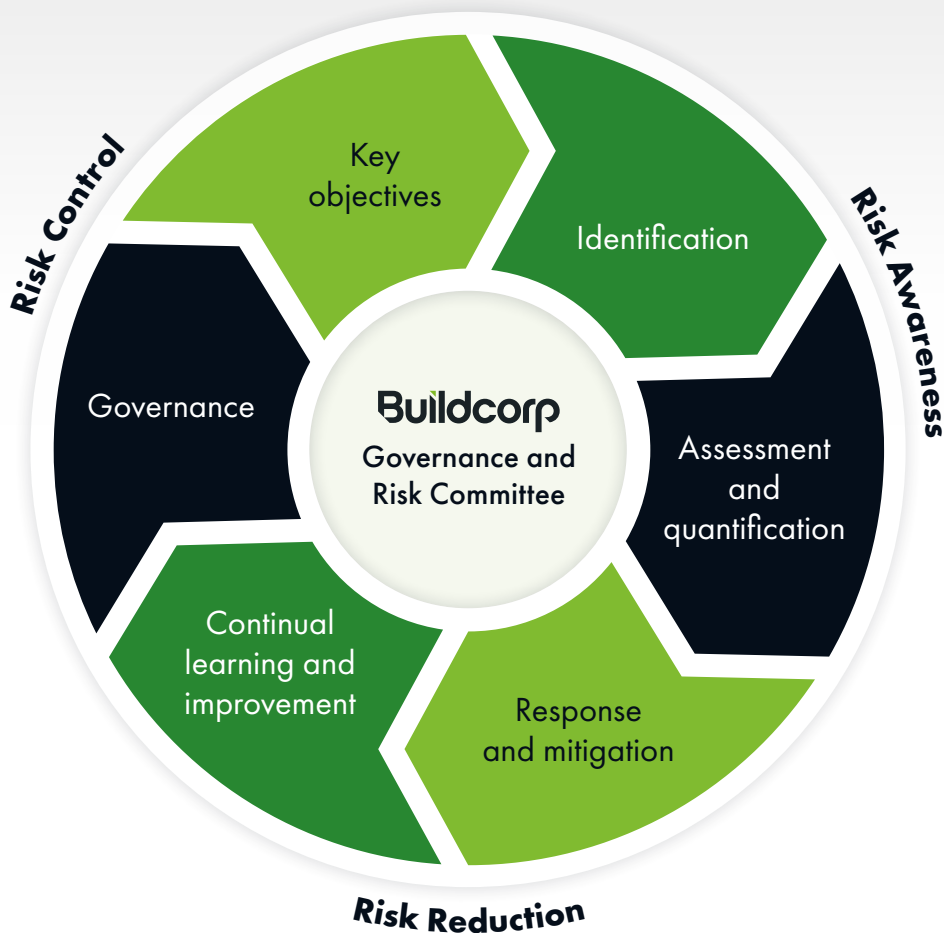 Key
objectives
Identification
Assessment
and
quantification
Response
and mitigation
Continual
learning and
improvement
Governance
Buildcorp
Governance and
Risk Committee
Risk Control
Risk Awareness
Risk Reduction